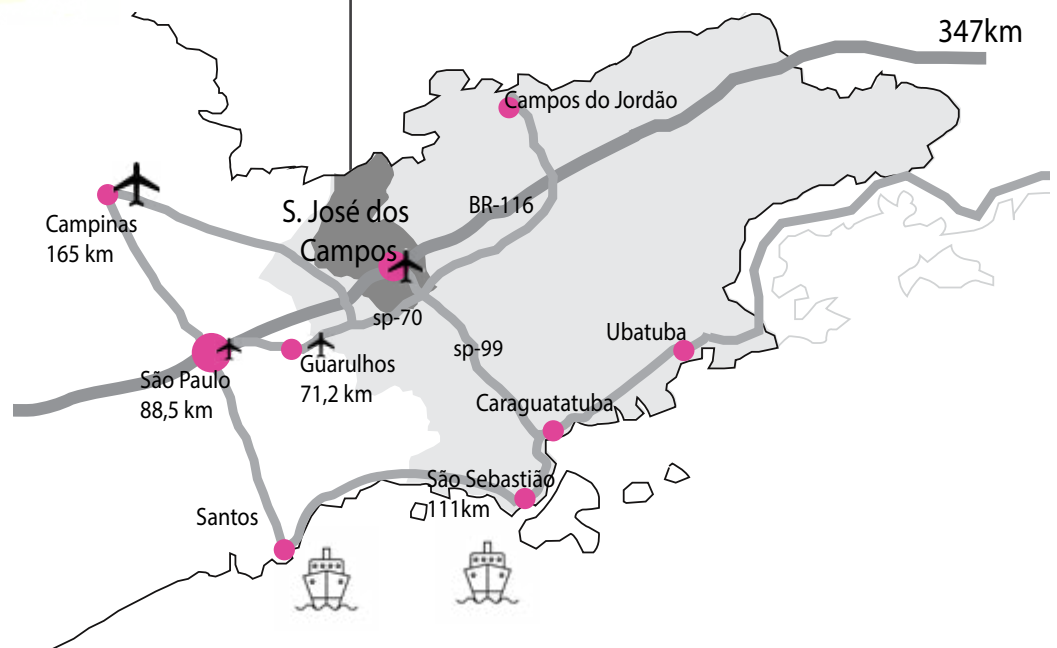 347km
Campos do Jordão
S. José dos
Campos
BR-116
Campinas
165 km
sp-70
sp-99
Ubatuba
Guarulhos
71,2 km
São Paulo
88,5 km
Caraguatatuba
São Sebastião
111km
Santos